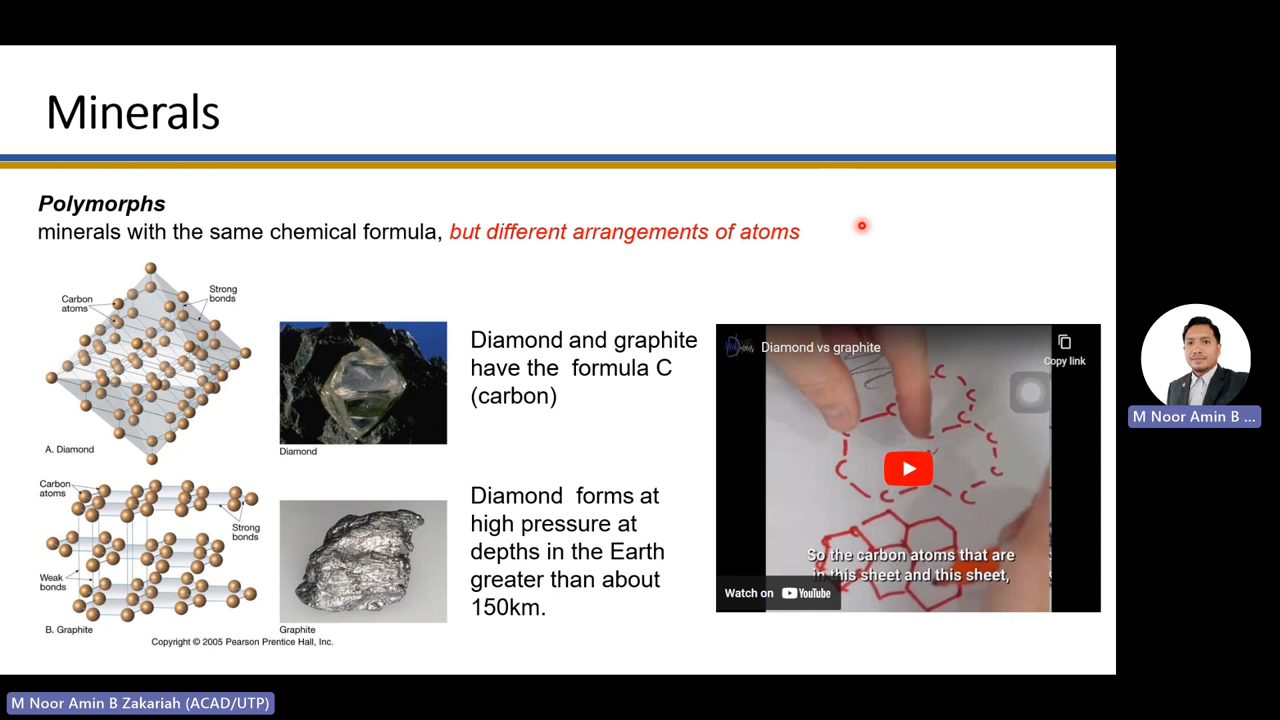 Minerals
Polymorphs
minerals with the same chemical formula, but different arrangements of atoms
Carbon
atoms
Strong
bonds
A. Diamond
Diamond
Diamond and graphite
have the formula C
(carbon)
Carbon
atoms
Strong
bonds
Weak
bonds
B. Graphite
Graphite
Copyright © 2005 Pearson Prentice Hall, Inc.
Diamond forms at
high pressure at
depths in the Earth
greater than about
150km.
Diamond vs graphite
Copy link
So the carbon atoms that are
in this sheet and this sheet,
Watch on YouTube
M Noor Amin B ...
M Noor Amin B Zakariah (ACAD/UTP)